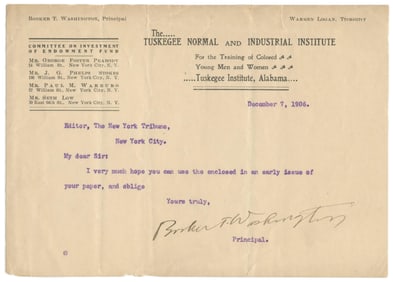 BOOKER T. WASHINGTON, Principal
WARREN LOGAN, Treasurer
COMMITTEE ON INVESTMENT
OF ENDOWMENT FUND
MR. GEORGE FOSTER PEABODY
54 William St., New York City, N. Y.
MR. J. G. PHELPS STOKES
100 William St., New York City, N. Y.
MR. PAUL M. WARBURG
52 William St., New York City, N. Y.
MR. SETH LOW
30 East 64th St., New York City, N. Y.
The.....
TUSKEGEE NORMAL AND INDUSTRIAL INSTITUTE
For the Training of Colored
Young Men and Women
.....Tuskegee Institute, Alabama....
December 7, 1906.
Editor, The New York Tribune,
New York City.
My dear Sir:
I very much hope you can use the enclosed in an early issue of
your paper, and oblige
Yours truly,
Booker T. Washington
Principal.